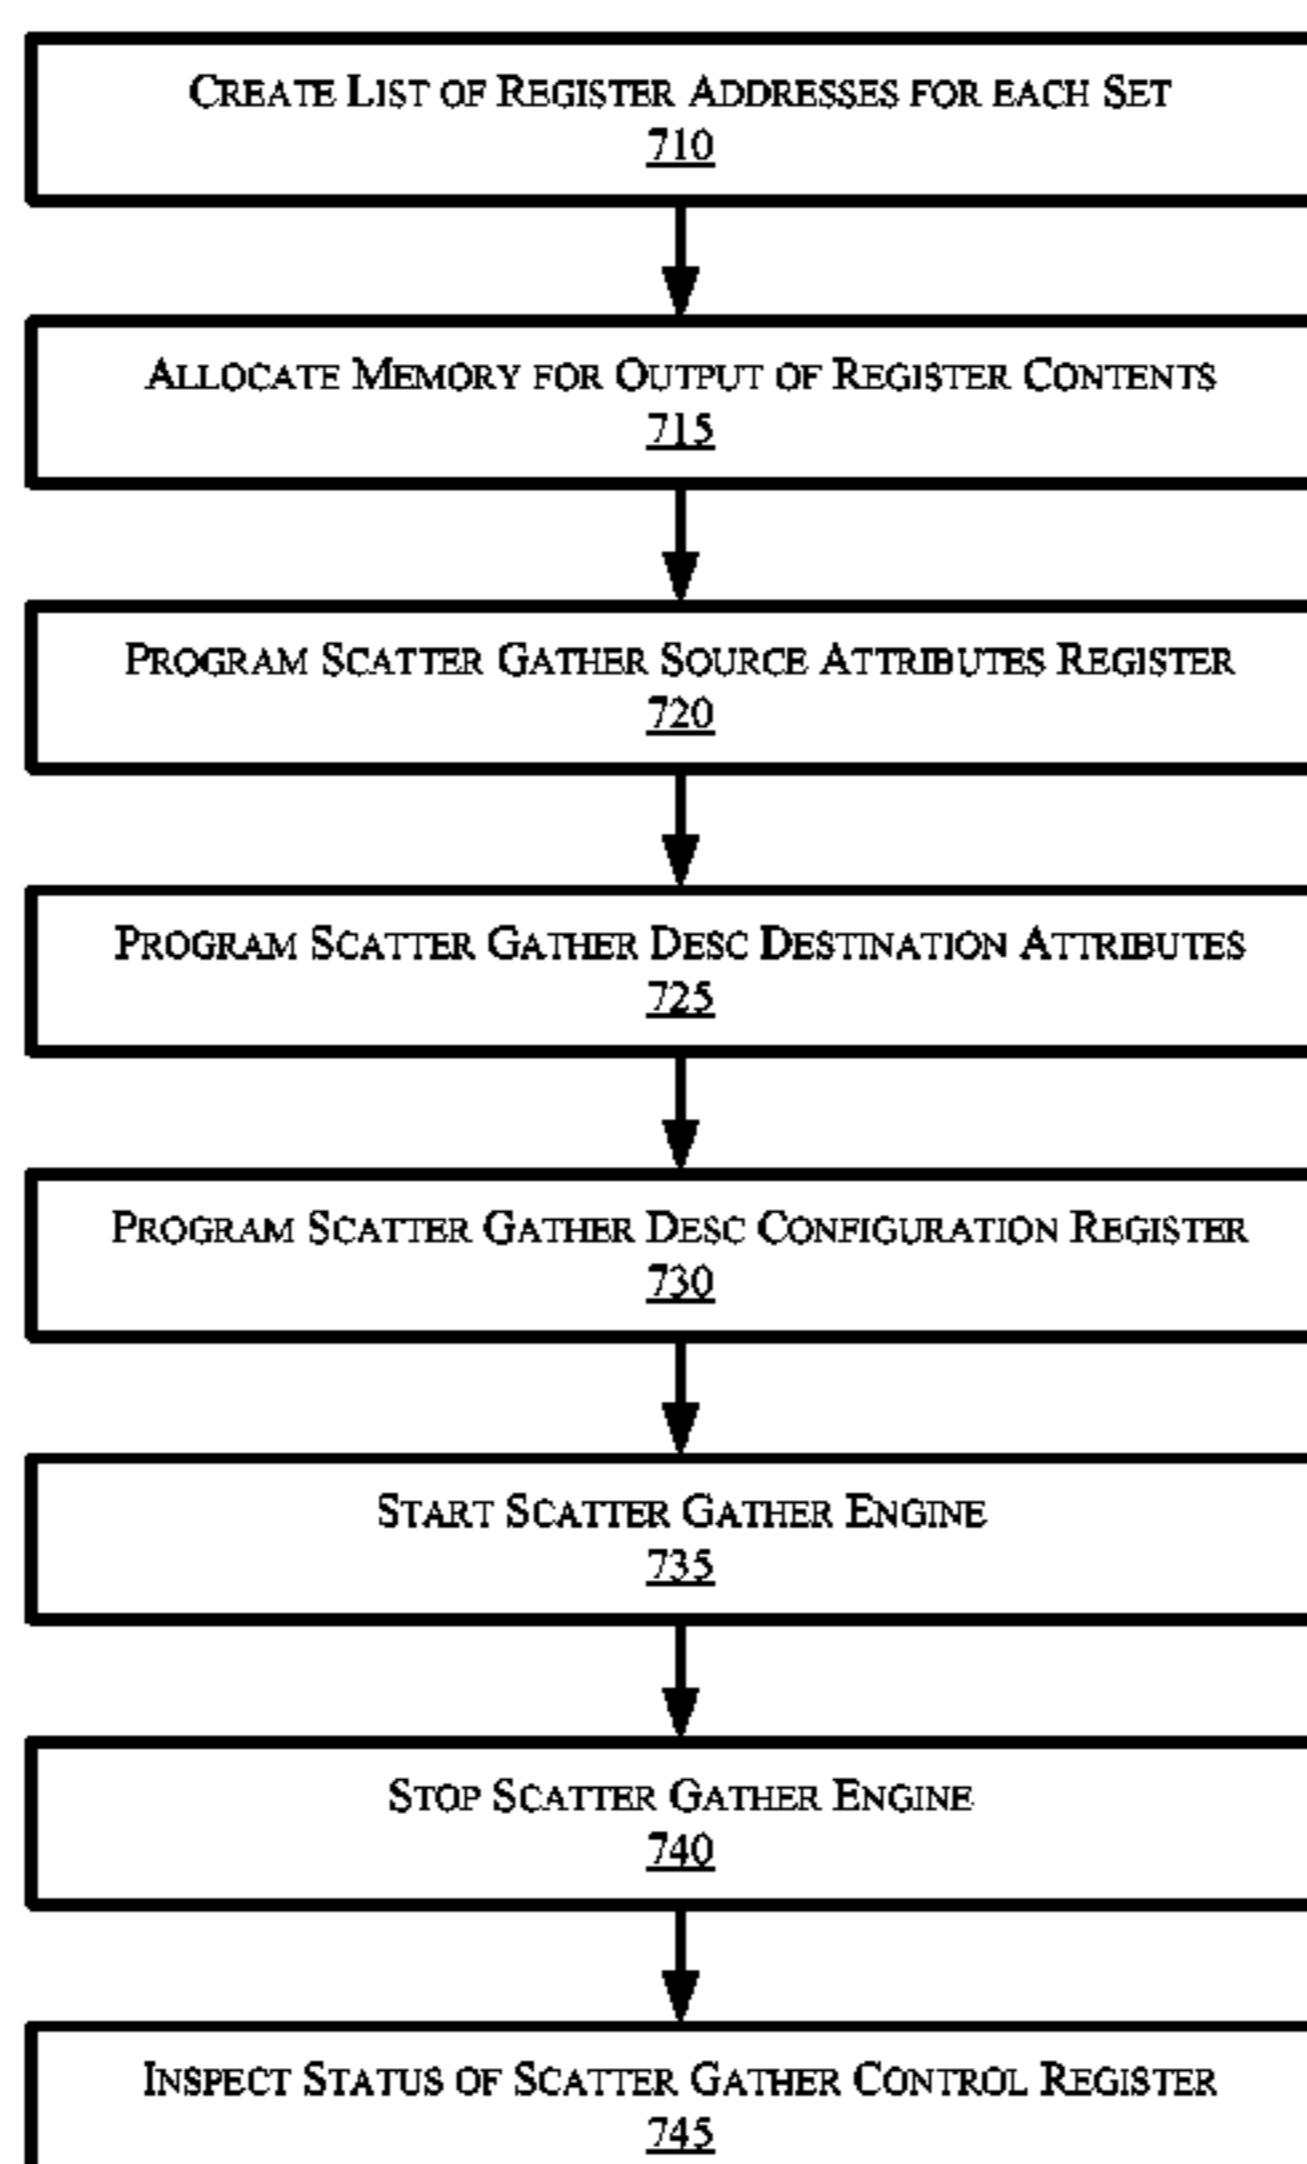 CREATE LIST OF REGISTER ADDRESSES FOR EACH SET
710
ALLOCATE MEMORY FOR OUTPUT OF REGISTER CONTENTS
715
PROGRAM SCATTER GATHER SOURCE ATTRIBUTES REGISTER
720
PROGRAM SCATTER GATHER DESC DESTINATION ATTRIBUTES
725
PROGRAM SCATTER GATHER DESC CONFIGURATION REGISTER
730
START SCATTER GATHER ENGINE
735
STOP SCATTER GATHER ENGINE
740
INSPECT STATUS OF SCATTER GATHER CONTROL REGISTER
745